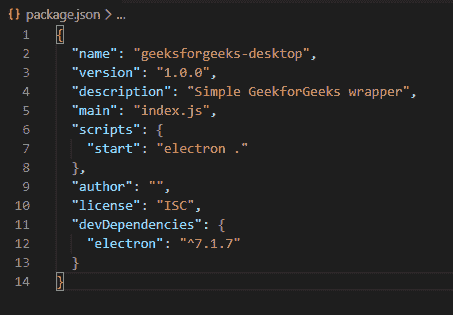 {} package.json > ...
1 {
2 "name": "geeksforgeeks-desktop",
3 "version": "1.0.0",
4 "description": "Simple GeekforGeeks wrapper",
5 "main": "index.js",
6 "scripts": {
7 "start": "electron ."
8 },
9 "author": "",
10 "license": "ISC",
11 "devDependencies": {
12 "electron": "^7.1.7"
13 }
14 }